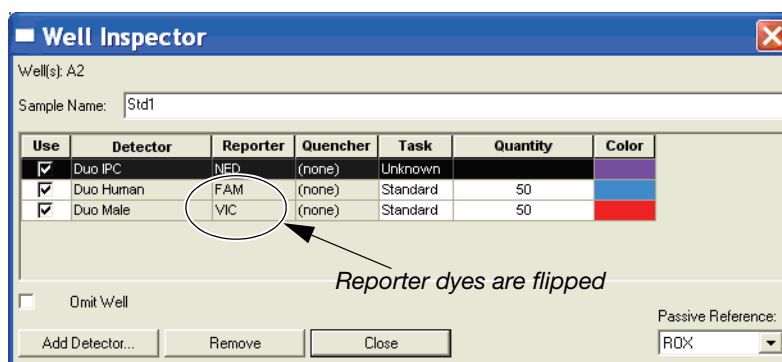 Well Inspector
Well(s): A2
Sample Name: Std1
Use Detector Reporter Quencher Task Quantity Color
Duo IPC NED (none) Unknown
Duo Human FAM (none) Standard 50
Duo Male VIC (none) Standard 50
Reporter dyes are flipped
Omit Well
Passive Reference:
Add Detector... Remove Close ROX